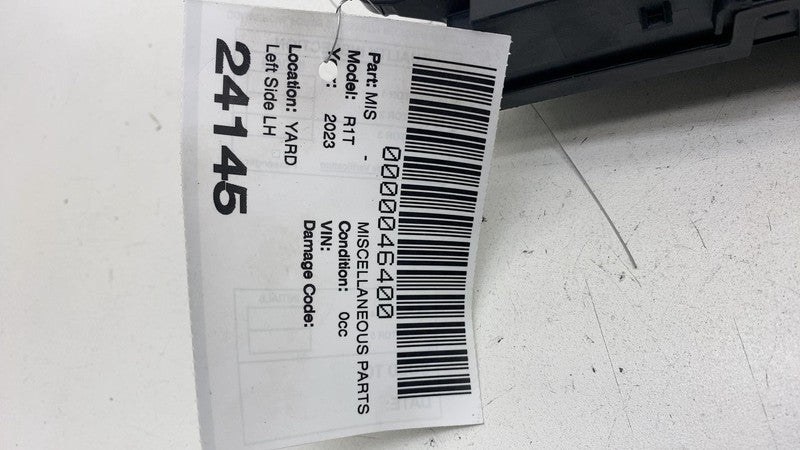 0000046400
Part: MIS - MISCELLANEOUS PARTS
Model: R1T Condition: 0cc
2023 VIN:
Damage Code:
Location: YARD
Left Side LH
24145